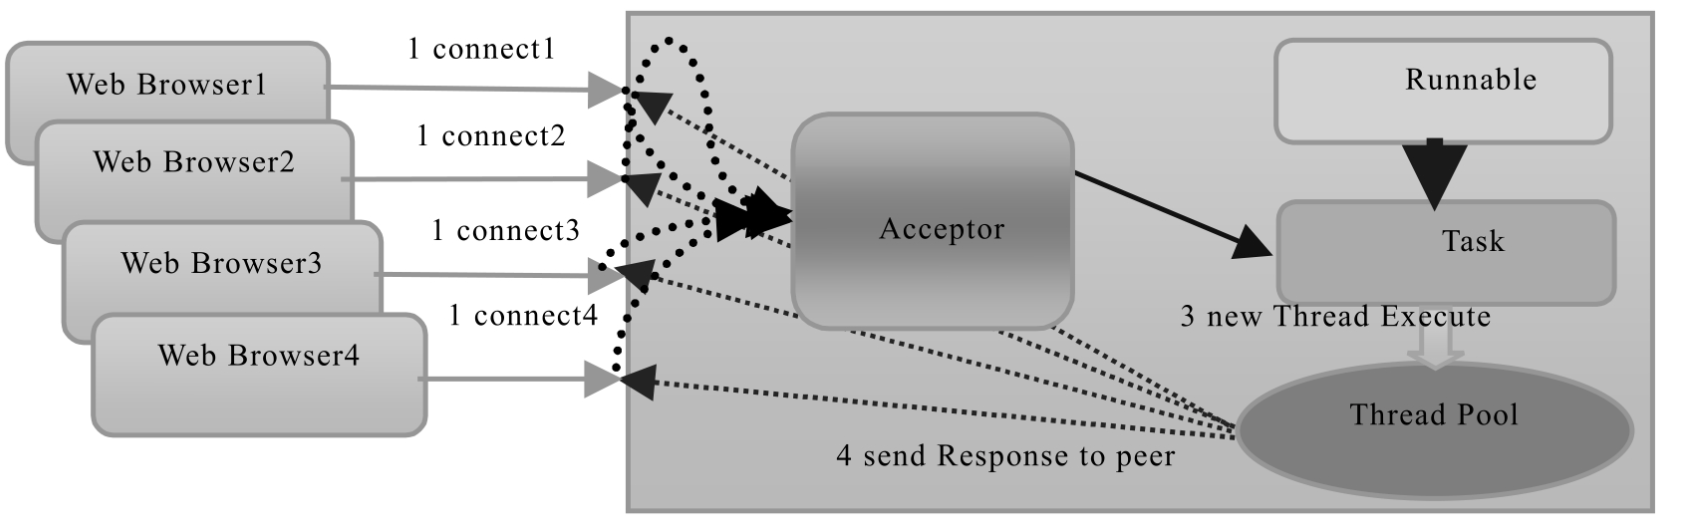 1 connect1
Web Browser1
Runnable
1 connect2
Web Browser2
1 connect3
Acceptor
Task
Web Browser3
1 connect4
3 new Thread Execute
Web Browser4
Thread Pool
4 send Response to peer